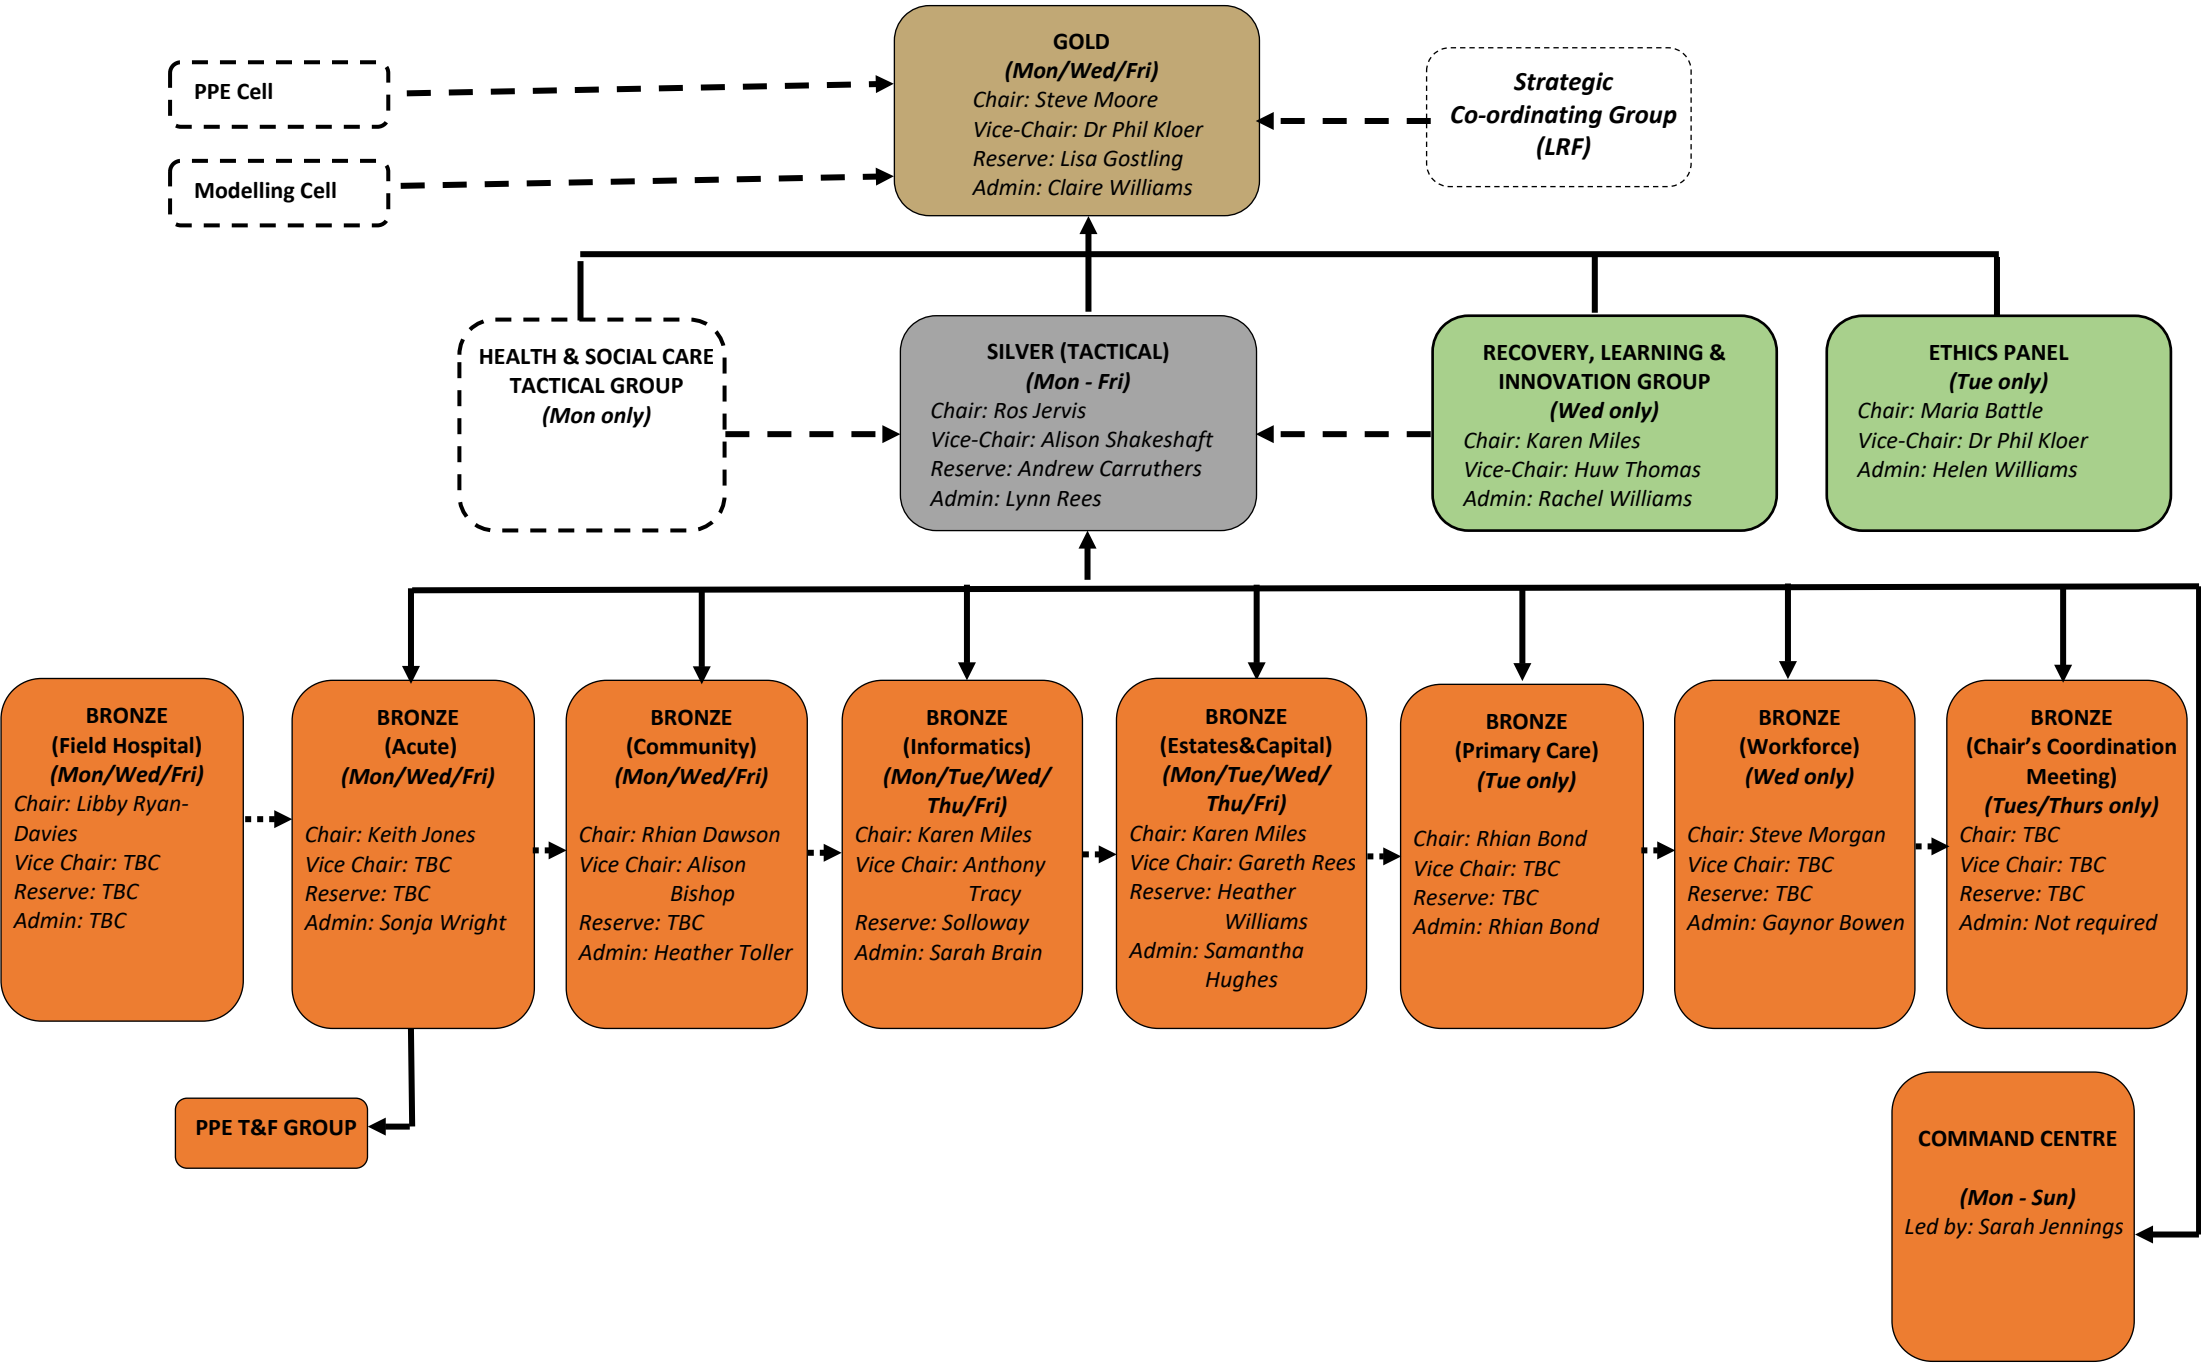 PPE Cell
Modelling Cell
GOLD
(Mon/Wed/Fri)
Chair: Steve Moore
Vice-Chair: Dr Phil Kloer
Reserve: Lisa Gostling
Admin: Claire Williams
Strategic
Co-ordinating Group
(LRF)
HEALTH & SOCIAL CARE
TACTICAL GROUP
(Mon only)
SILVER (TACTICAL)
(Mon - Fri)
Chair: Ros Jervis
Vice-Chair: Alison Shakeshaft
Reserve: Andrew Carruthers
Admin: Lynn Rees
RECOVERY, LEARNING &
INNOVATION GROUP
(Wed only)
Chair: Karen Miles
Vice-Chair: Huw Thomas
Admin: Rachel Williams
ETHICS PANEL
(Tue only)
Chair: Maria Battle
Vice-Chair: Dr Phil Kloer
Admin: Helen Williams
BRONZE
(Field Hospital)
(Mon/Wed/Fri)
Chair: Libby Ryan-
Davies
Vice Chair: TBC
Reserve: TBC
Admin: TBC
BRONZE
(Acute)
(Mon/Wed/Fri)
Chair: Keith Jones
Vice Chair: TBC
Reserve: TBC
Admin: Sonja Wright
BRONZE
(Community)
(Mon/Wed/Fri)
Chair: Rhian Dawson
Vice Chair: Alison
Bishop
Reserve: TBC
Admin: Heather Toller
BRONZE
(Informatics)
(Mon/Tue/Wed/
Thu/Fri)
Chair: Karen Miles
Vice Chair: Anthony
Tracy
Reserve: Solloway
Admin: Sarah Brain
BRONZE
(Estates&Capital)
(Mon/Tue/Wed/
Thu/Fri)
Chair: Karen Miles
Vice Chair: Gareth Rees
Reserve: Heather
Williams
Admin: Samantha
Hughes
BRONZE
(Primary Care)
(Tue only)
Chair: Rhian Bond
Vice Chair: TBC
Reserve: TBC
Admin: Rhian Bond
BRONZE
(Workforce)
(Wed only)
Chair: Steve Morgan
Vice Chair: TBC
Reserve: TBC
Admin: Gaynor Bowen
BRONZE
(Chair’s Coordination
Meeting)
(Tues/Thurs only)
Chair: TBC
Vice Chair: TBC
Reserve: TBC
Admin: Not required
PPE T&F GROUP
COMMAND CENTRE
(Mon - Sun)
Led by: Sarah Jennings